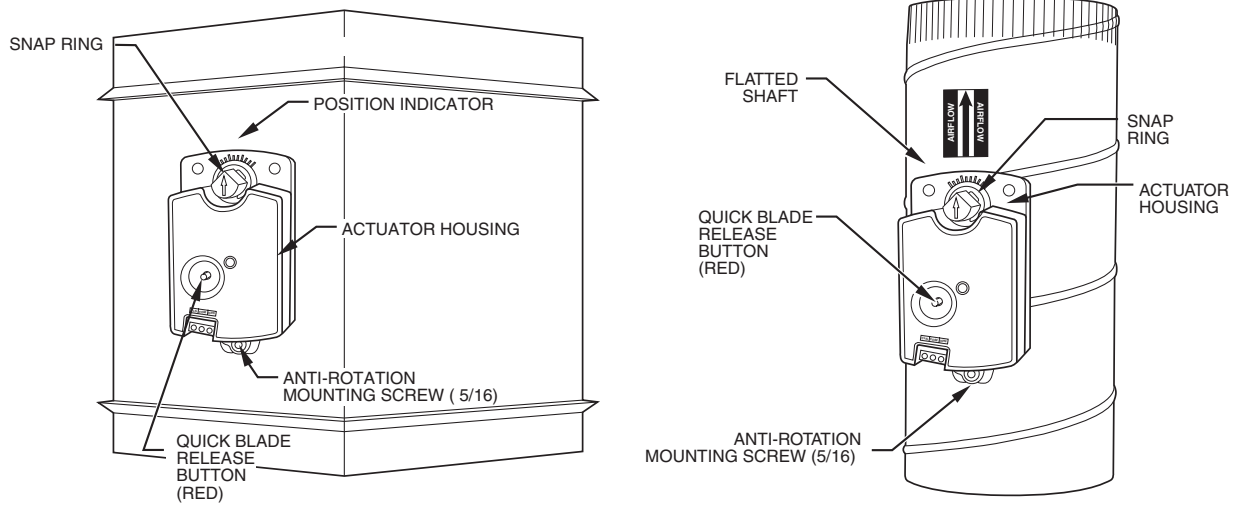 SNAP RING
POSITION INDICATOR
ACTUATOR HOUSING
ANTI-ROTATION
MOUNTING SCREW ( 5/16)
QUICK BLADE
RELEASE
BUTTON
(RED)
FLATTED
SHAFT
AIRFLOW
AIRFLOW
SNAP
RING
ACTUATOR
HOUSING
QUICK BLADE
RELEASE
BUTTON
(RED)
ANTI-ROTATION
MOUNTING SCREW (5/16)